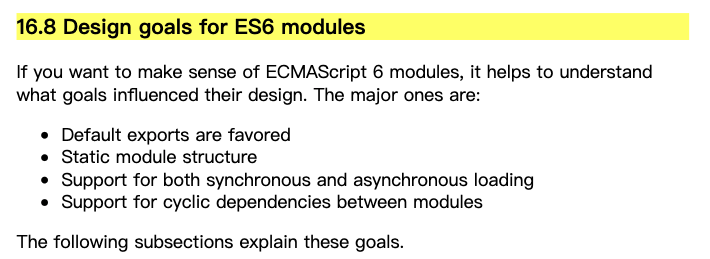 16.8 Design goals for ES6 modules
If you want to make sense of ECMAScript 6 modules, it helps to understand
what goals influenced their design. The major ones are:
• Default exports are favored
• Static module structure
• Support for both synchronous and asynchronous loading
• Support for cyclic dependencies between modules
The following subsections explain these goals.